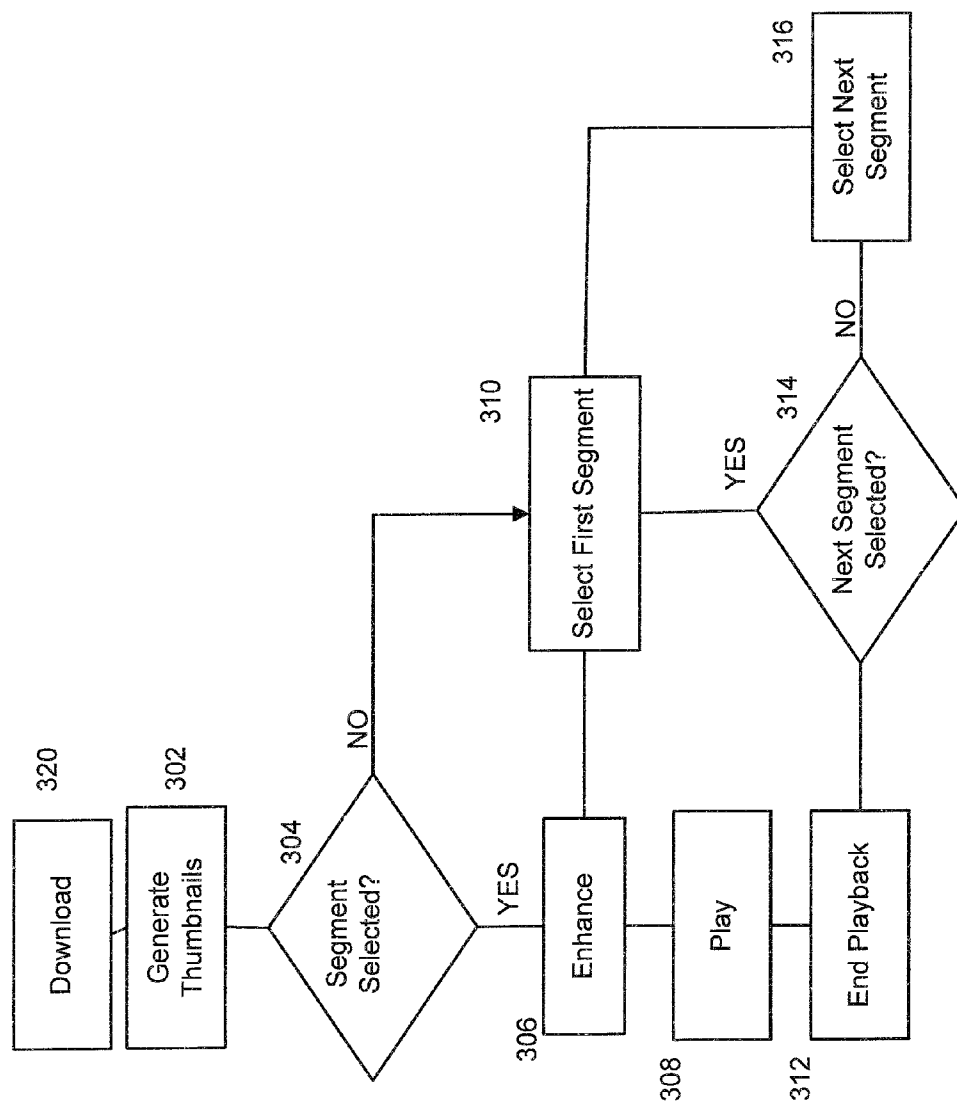 320
Download
302
Generate
Thumbnails
304
Segment
Selected?
NO
YES
306
Enhance
310
Select First Segment
308
Play
YES
312
End Playback
314
Next Segment
Selected?
NO
316
Select Next
Segment